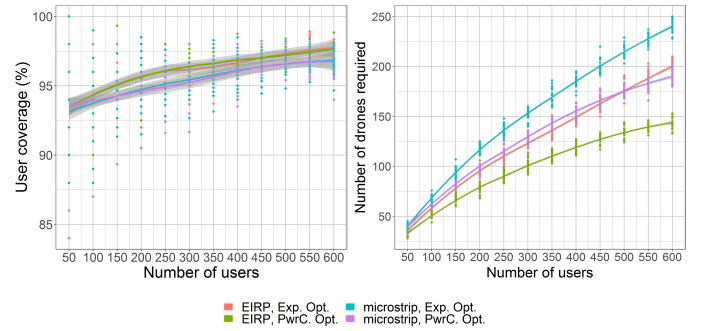 User coverage (%)
100
95
90
85
50 100 150 200 250 300 350 400 450 500 550 600
Number of users
Number of drones required
250
200
150
100
50
50 100 150 200 250 300 350 400 450 500 550 600
Number of users
EIRP, Exp. Opt.
EIRP, PwrC. Opt.
microstrip, Exp. Opt.
microstrip, PwrC. Opt.